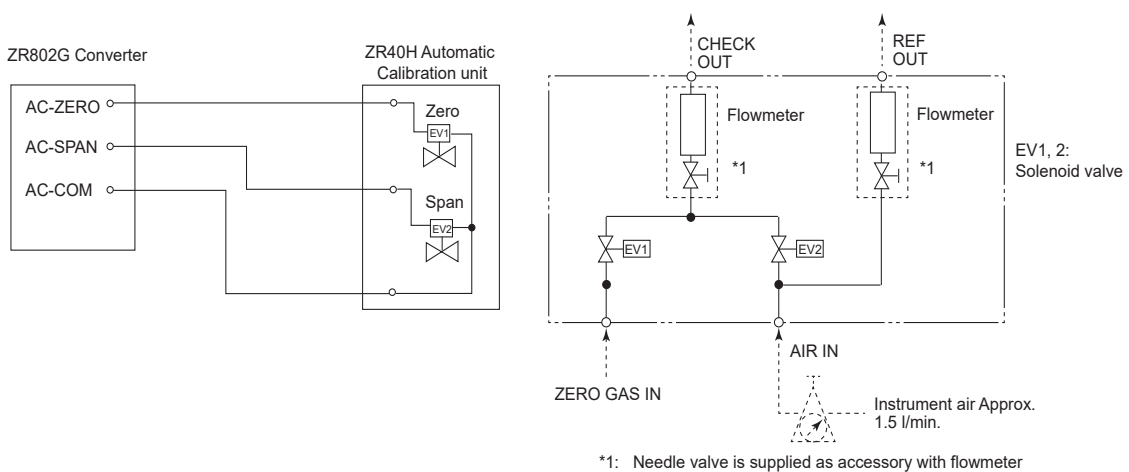 ZR802G Converter
AC-ZERO
AC-SPAN
AC-COM
ZR40H Automatic
Calibration unit
Zero
EV1
Span
EV2
CHECK
OUT
REF
OUT
Flowmeter
*1
Flowmeter
*1
EV1, 2:
Solenoid valve
EV1
EV2
ZERO GAS IN
AIR IN
Instrument air Approx.
1.5 l/min.
*1: Needle valve is supplied as accessory with flowmeter